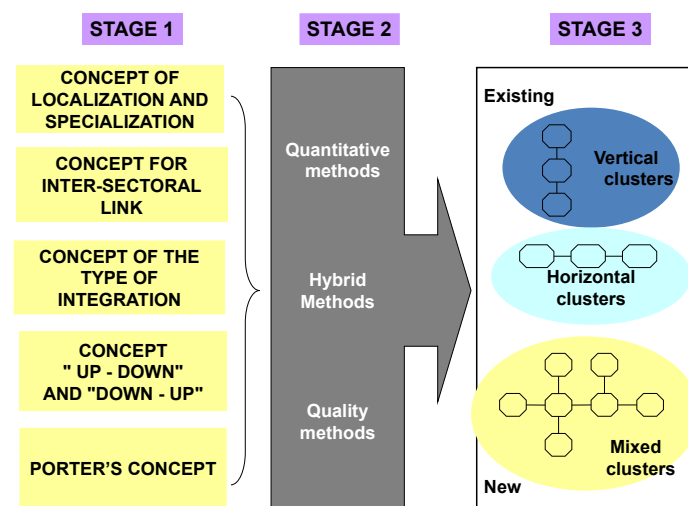 STAGE 1
STAGE 2
STAGE 3
CONCEPT OF
LOCALIZATION AND
SPECIALIZATION
CONCEPT FOR
INTER-SECTORAL
LINK
CONCEPT OF THE
TYPE OF
INTEGRATION
CONCEPT
" UP - DOWN"
AND "DOWN - UP"
PORTER'S CONCEPT
Quantitative
methods
Hybrid
Methods
Quality
methods
Existing
Vertical
clusters
Horizontal
clusters
Mixed
clusters
New